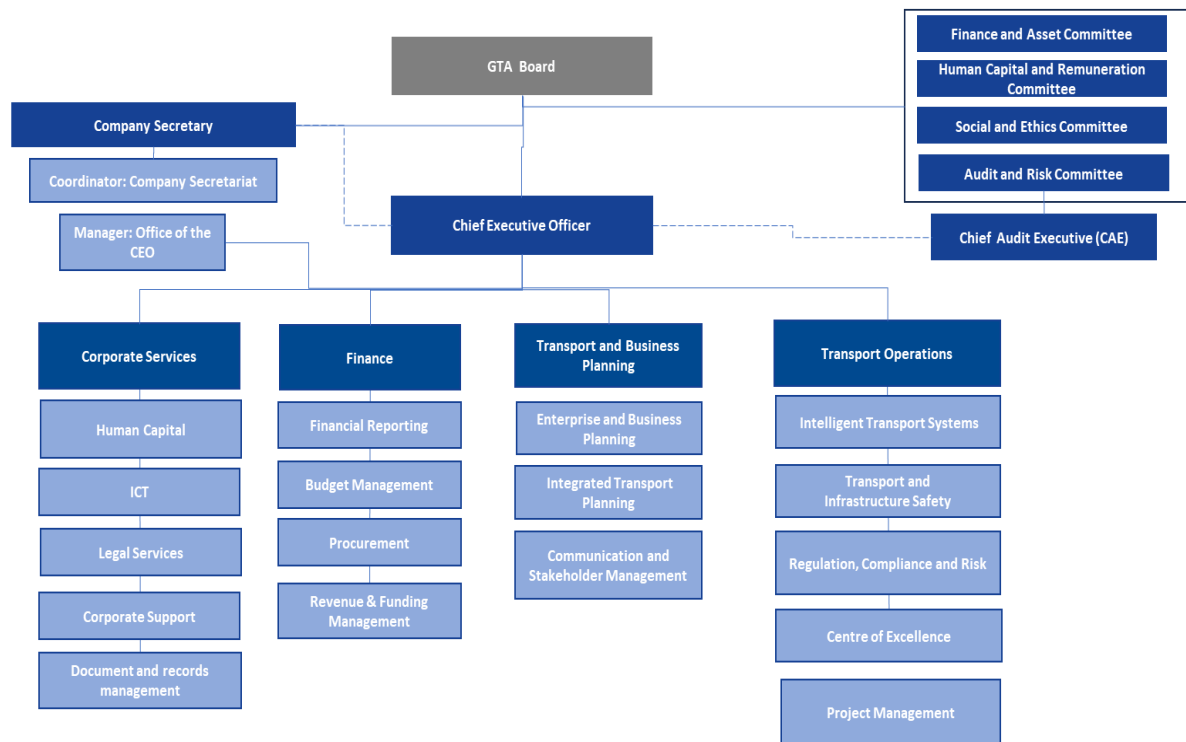 GTA Board
Finance and Asset Committee
Human Capital and Remuneration
Committee
Social and Ethics Committee
Audit and Risk Committee
Company Secretary
Coordinator: Company Secretariat
Manager: Office of the
CEO
Chief Executive Officer
Chief Audit Executive (CAE)
Corporate Services
Human Capital
ICT
Legal Services
Corporate Support
Document and records
management
Finance
Financial Reporting
Budget Management
Procurement
Revenue & Funding
Management
Transport and Business
Planning
Enterprise and Business
Planning
Integrated Transport
Planning
Communication and
Stakeholder Management
Transport Operations
Intelligent Transport Systems
Transport and
Infrastructure Safety
Regulation, Compliance and Risk
Centre of Excellence
Project Management